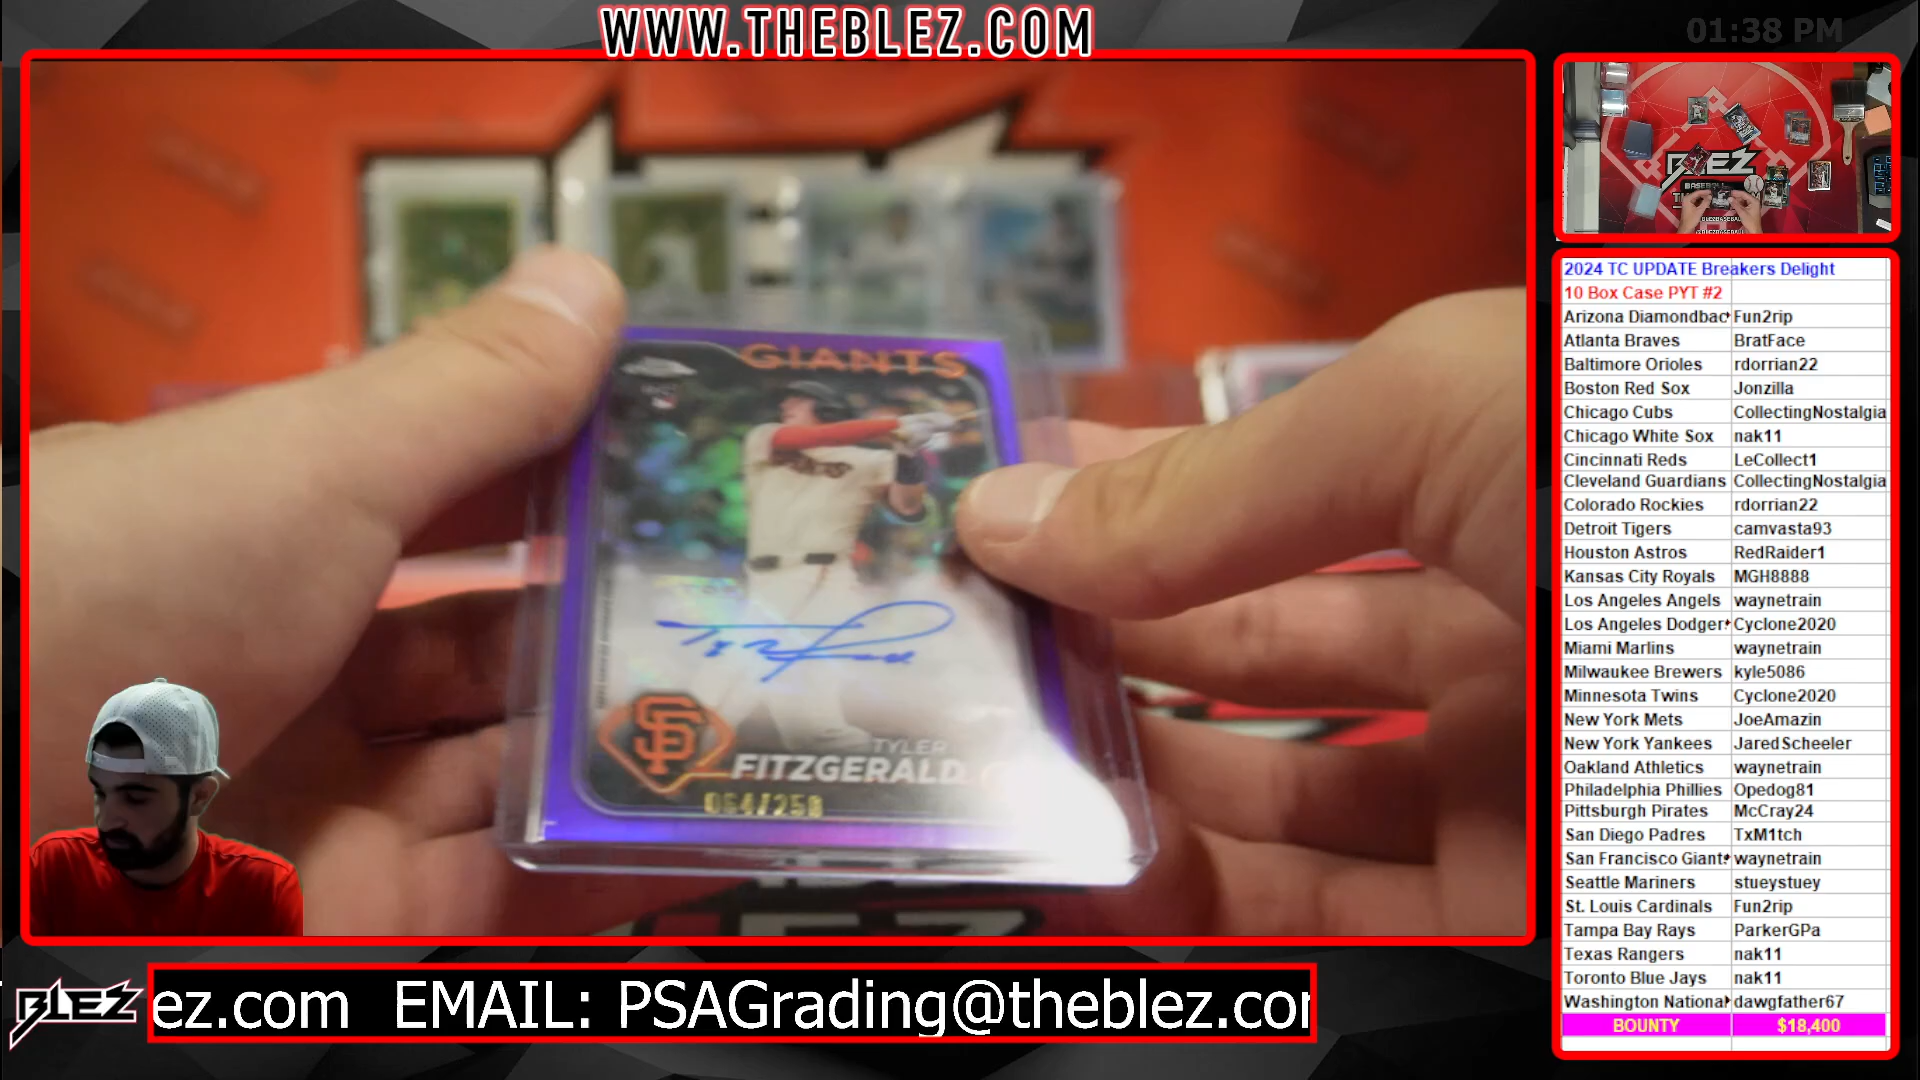 WWW.THEBLEZ.COM
01:38 PM
GIANTS
TYLER
FITZGERALD
064/250
SF
BLEZ
ez.com EMAIL: PSAGrading@theblez.cor
BLEZ
2024 TC UPDATE Breakers Delight
10 Box Case PYT #2
Arizona Diamondbac Fun2rip
Atlanta Braves BratFace
Baltimore Orioles rdorrian22
Boston Red Sox Jonzilla
Chicago Cubs CollectingNostalgia
Chicago White Sox nak11
Cincinnati Reds LeCollect1
Cleveland Guardians CollectingNostalgia
Colorado Rockies rdorrian22
Detroit Tigers camvasta93
Houston Astros RedRaider1
Kansas City Royals MGH8888
Los Angeles Angels waynetrain
Los Angeles Dodger Cyclone2020
Miami Marlins waynetrain
Milwaukee Brewers kyle5086
Minnesota Twins Cyclone2020
New York Mets JoeAmazin
New York Yankees JaredScheeler
Oakland Athletics waynetrain
Philadelphia Phillies Opedog81
Pittsburgh Pirates McCray24
San Diego Padres TxM1tch
San Francisco Giant waynetrain
Seattle Mariners stueystuey
St. Louis Cardinals Fun2rip
Tampa Bay Rays ParkerGPa
Texas Rangers nak11
Toronto Blue Jays nak11
Washington Nationa dawgfather67
BOUNTY $18,400